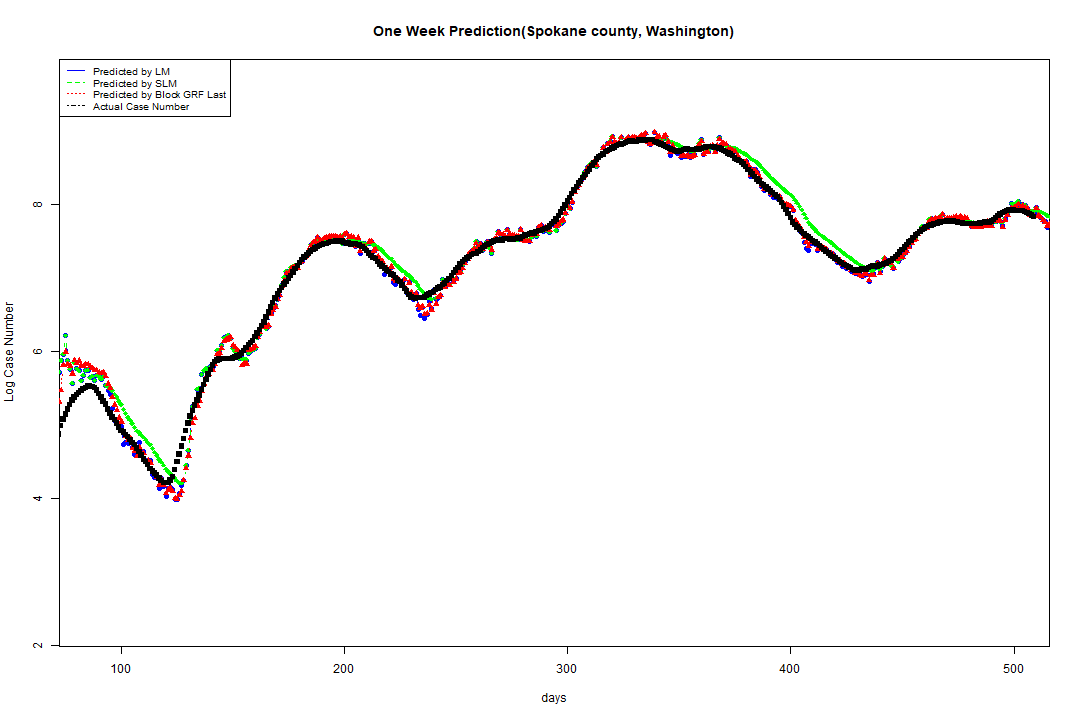 One Week Prediction(Spokane county, Washington)
Predicted by LM
Predicted by SLM
Predicted by Block GRF Last
Actual Case Number
Log Case Number
8
6
4
2
100 200 300 400 500
days